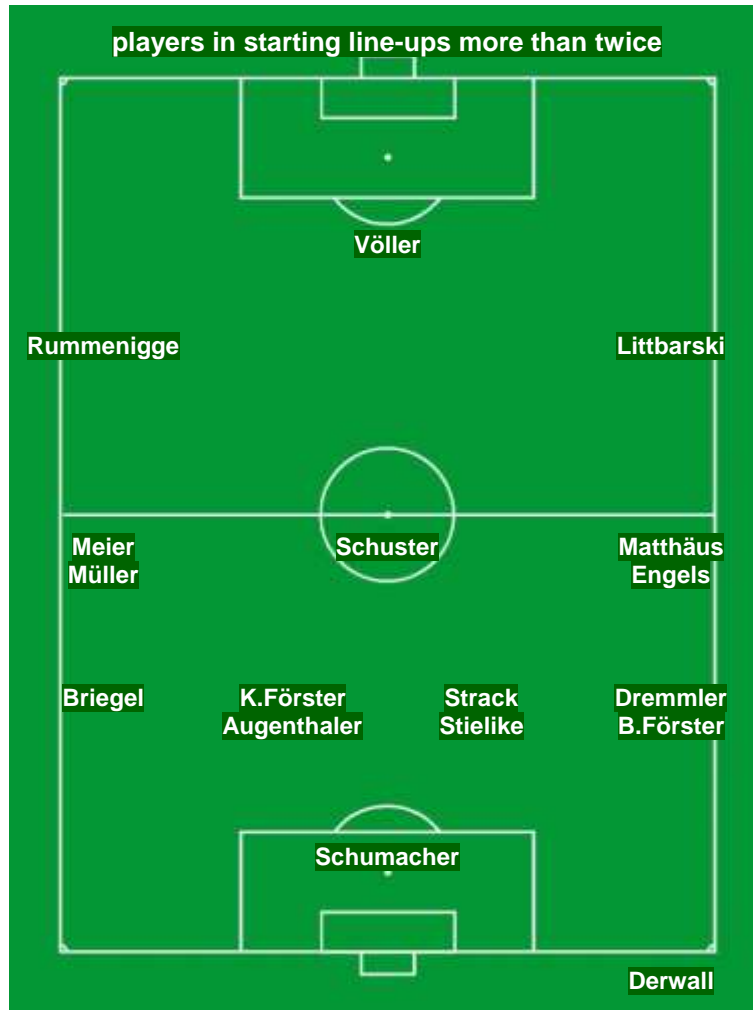 players in starting line-ups more than twice
Völler
Rummenigge Littbarski
Meier Schuster Matthäus
Müller Engels
Briegel K.Förster Strack Dremmler
Augenthaler Stielike B.Förster
Schumacher
Derwall